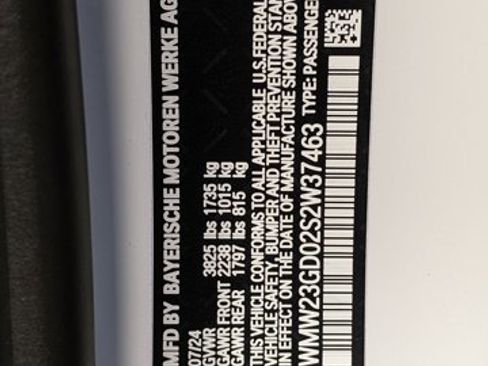 MFD BY BAYERISCHE MOTOREN WERKE AG
07/24
GVWR 3825 lbs 1735 kg
GAWR FRONT 2238 lbs 1015 kg
GAWR REAR 1797 lbs 815 kg
THIS VEHICLE CONFORMS TO ALL APPLICABLE U.S.FEDERAL
VEHICLE SAFETY, BUMPER AND THEFT PREVENTION STAN
IN EFFECT ON THE DATE OF MANUFACTURE SHOWN ABOV
WMW23GD02S2W37463 TYPE: PASSENGE